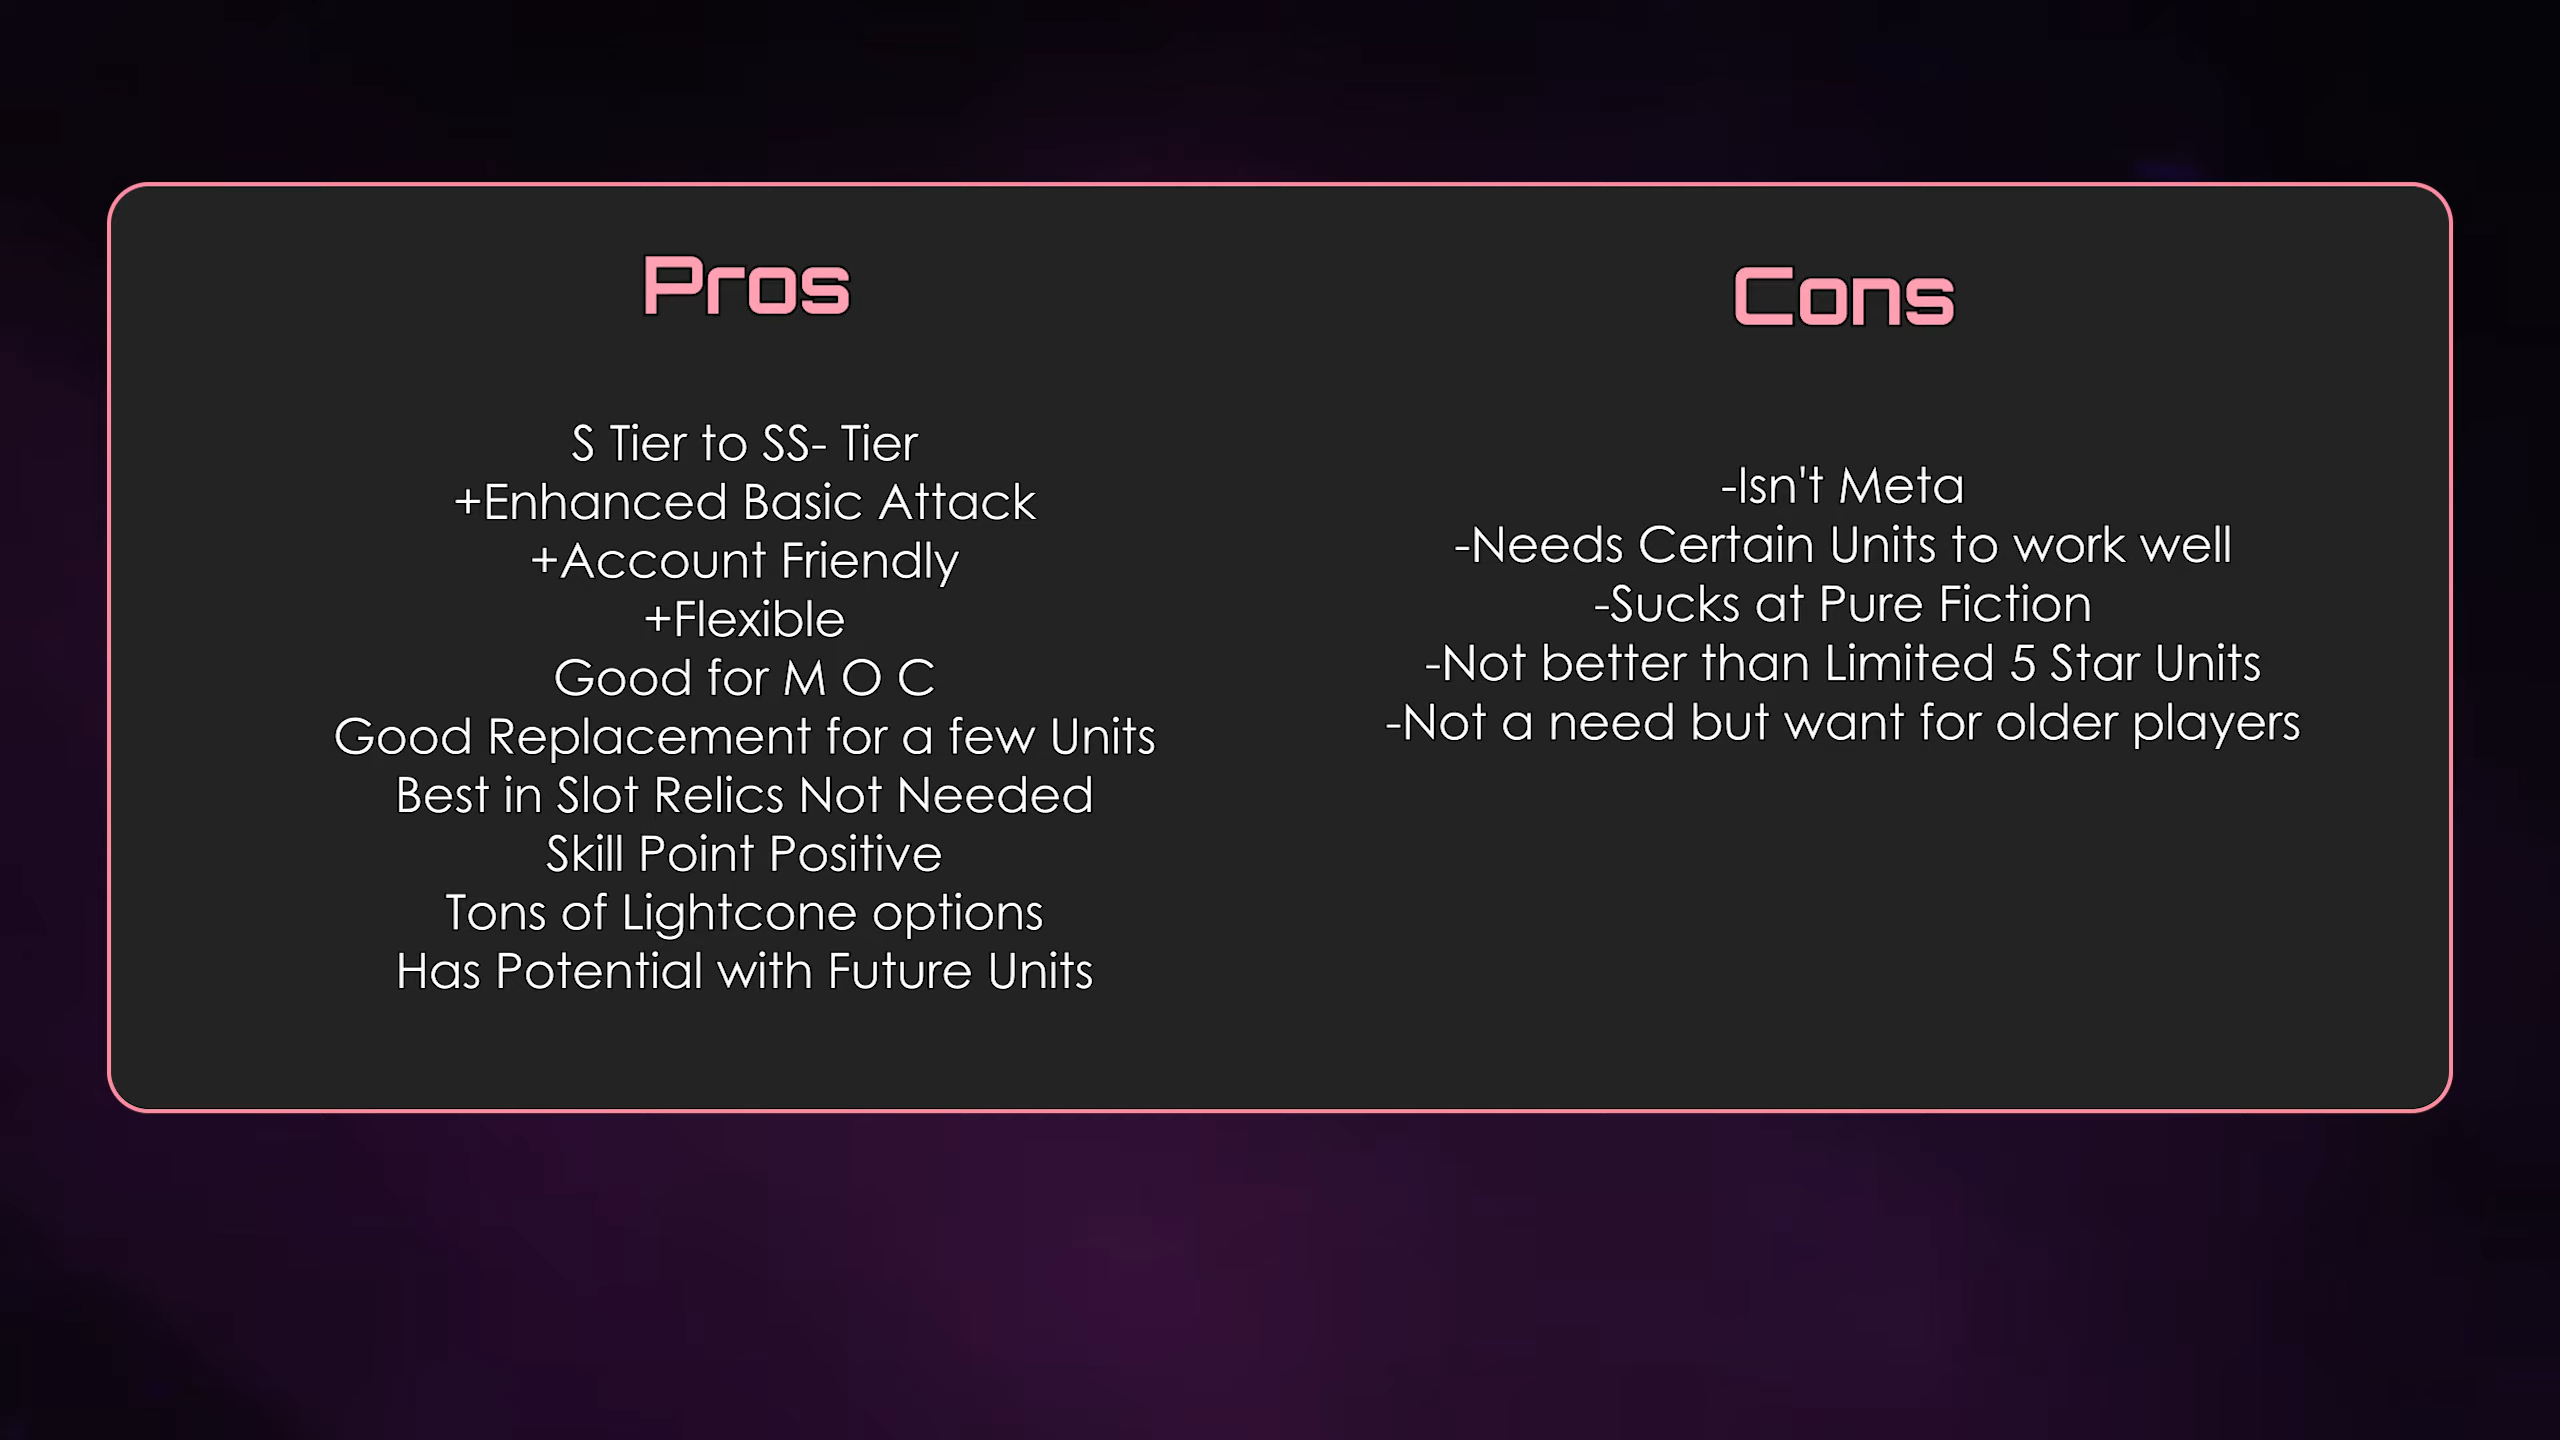 Pros
S Tier to SS- Tier
+Enhanced Basic Attack
+Account Friendly
+Flexible
Good for M O C
Good Replacement for a few Units
Best in Slot Relics Not Needed
Skill Point Positive
Tons of Lightcone options
Has Potential with Future Units
Cons
-Isn't Meta
-Needs Certain Units to work well
-Sucks at Pure Fiction
-Not better than Limited 5 Star Units
-Not a need but want for older players